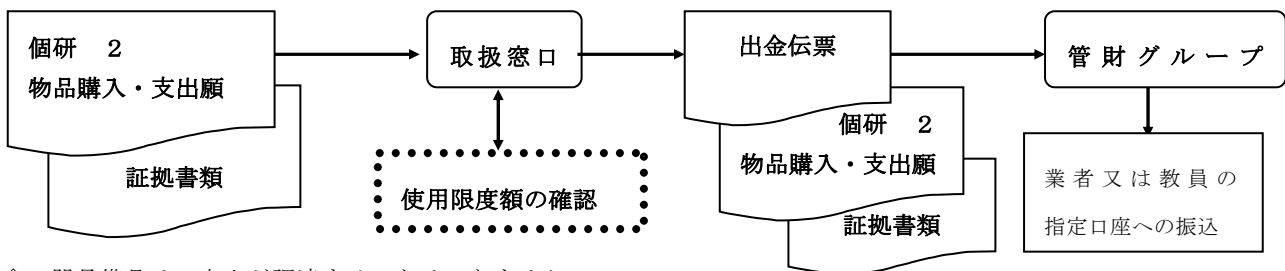 個研　２
物品購入・支出願
証拠書類
取扱窓口
使用限度額の確認
出金伝票
個研　２
物品購入・支出願
証拠書類
管財グループ
業者又は教員の
指定口座への振込